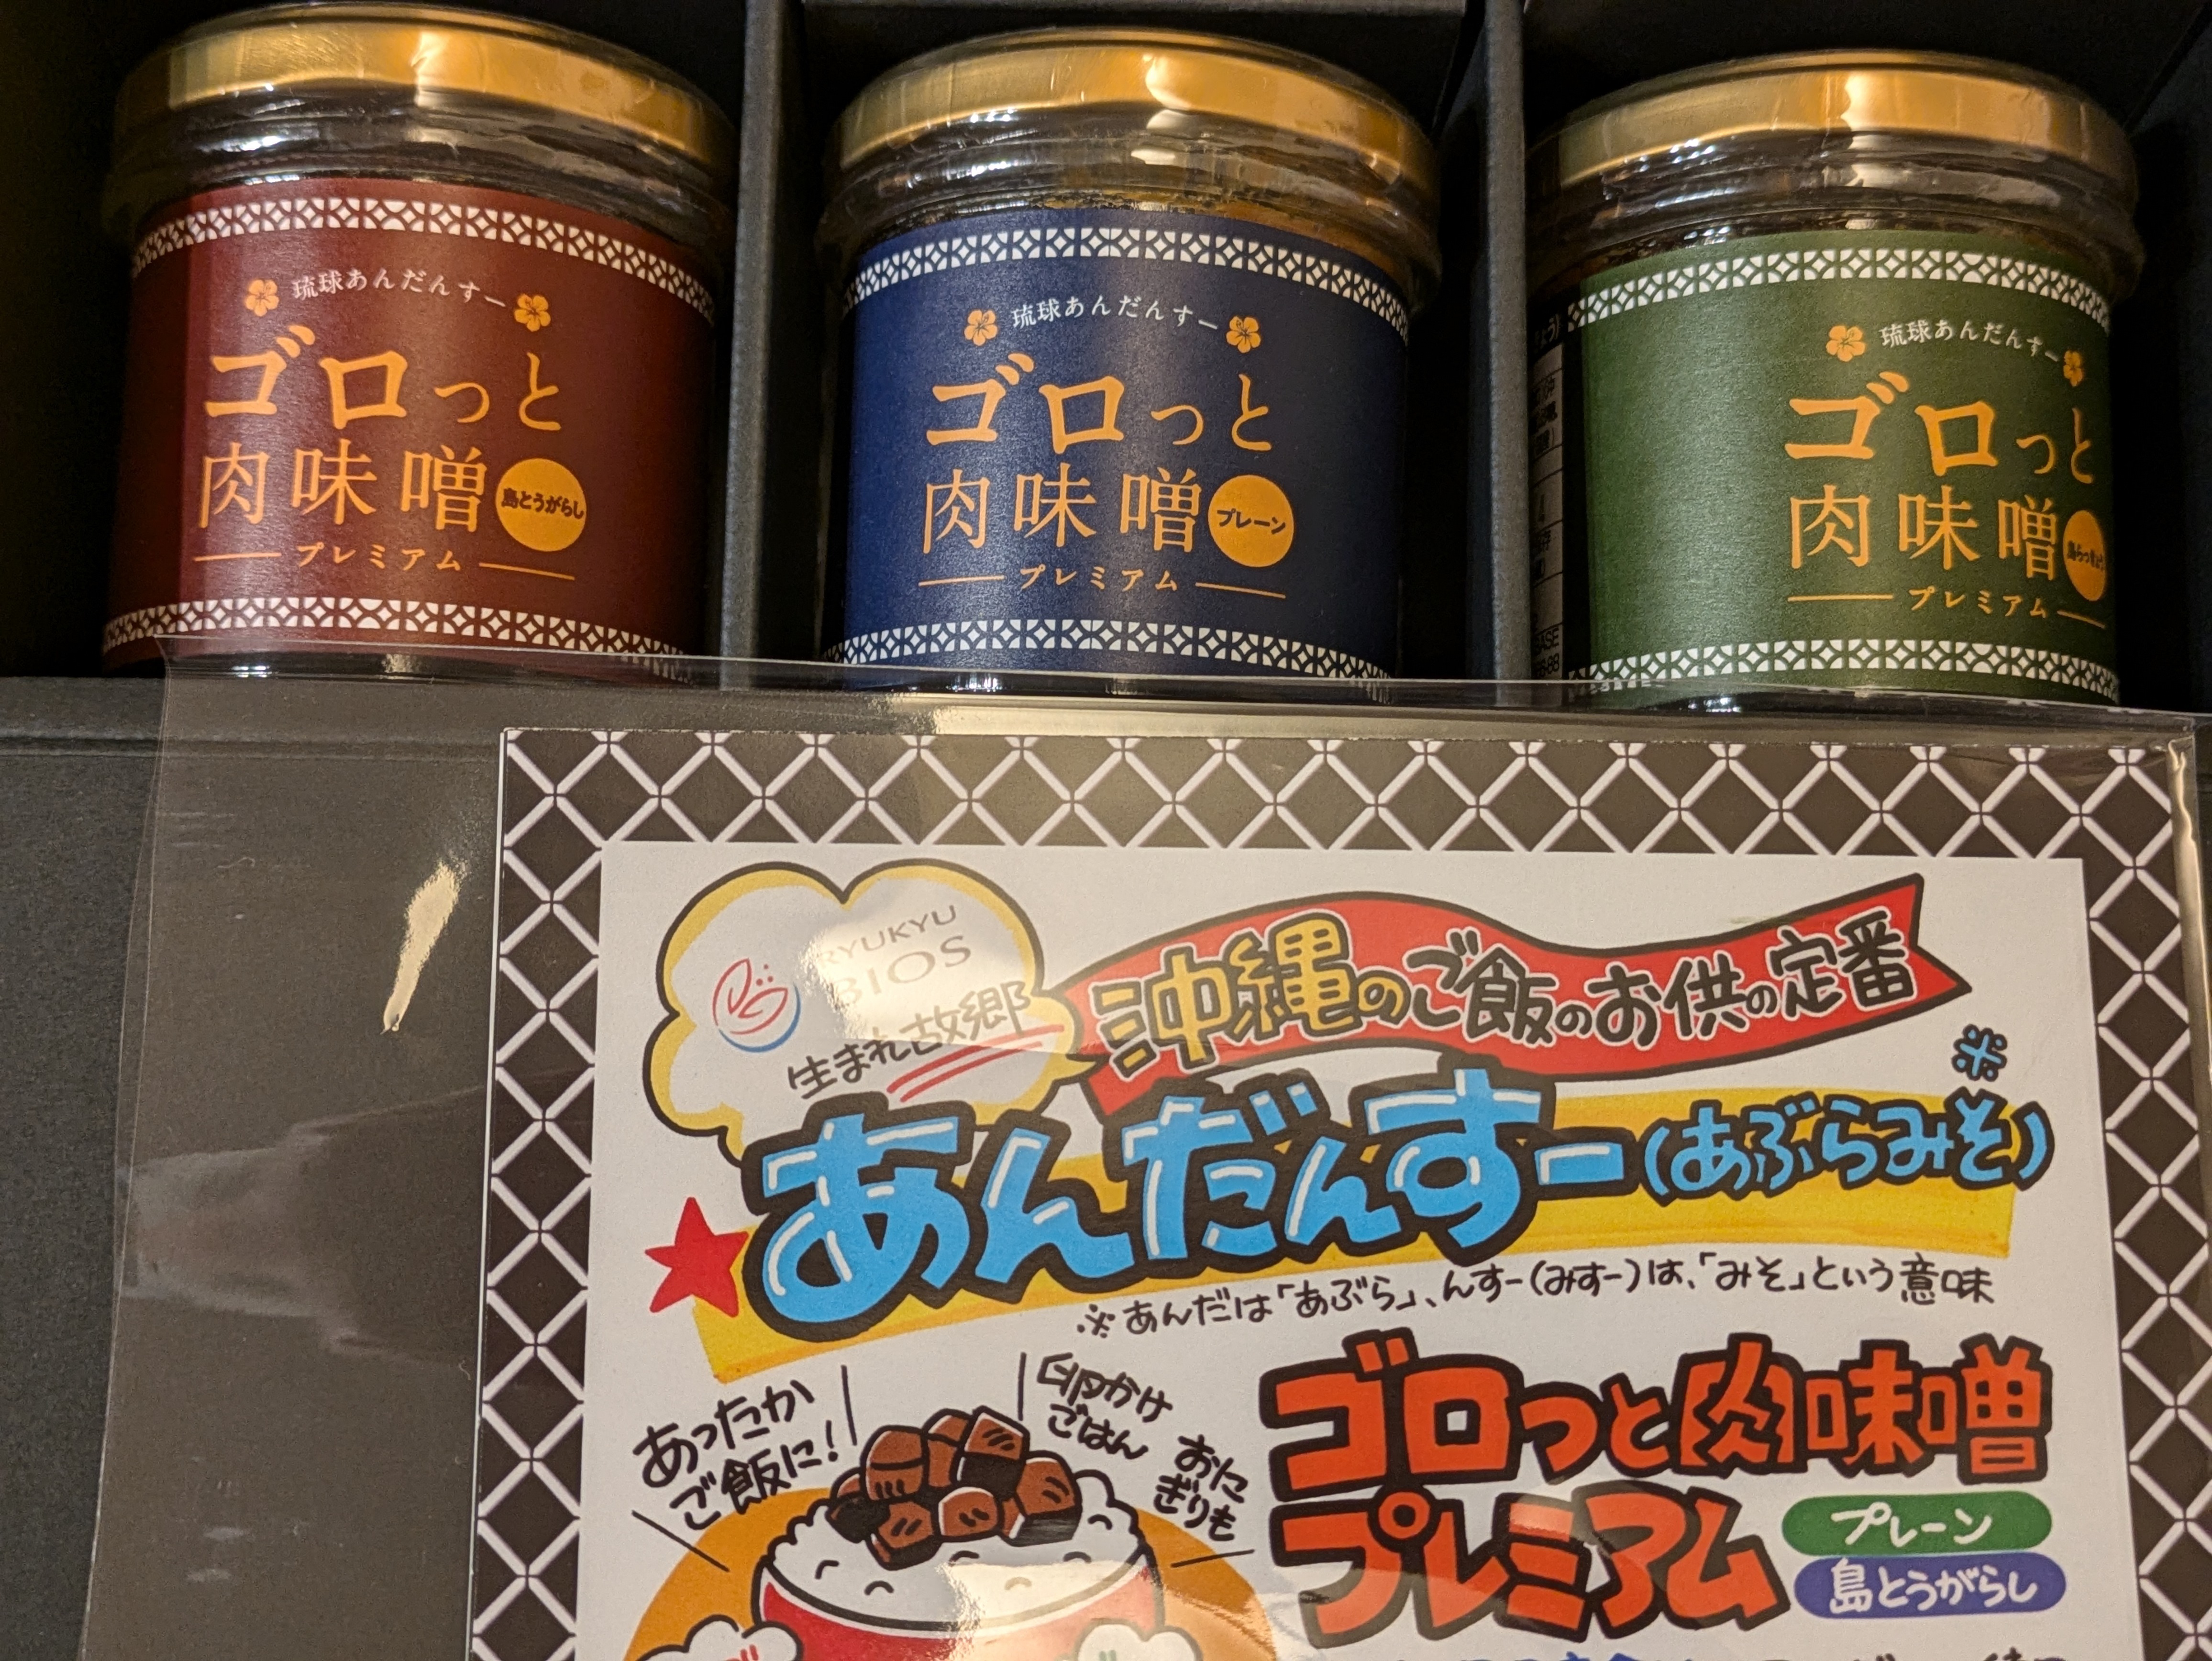 琉球あんだんすー
ゴロっと
肉味噌
島とうがらし
プレミアム
琉球あんだんすー
ゴロっと
肉味噌
プレーン
プレミアム
琉球あんだんすー
ゴロっと
肉味噌
島らっきょう
プレミアム
RYUKYU
BIOS
生まれ故郷
沖縄のご飯のお供の定番
あんだんすー(あぶらみそ)※
※あんだは「あぶら」、んすー(みすー)は、「みそ」という意味
あったか
ご飯に!
卵かけ
ごはん
おに
ぎりも
ゴロっと肉味噌
プレミアム
プレーン
島とうがらし